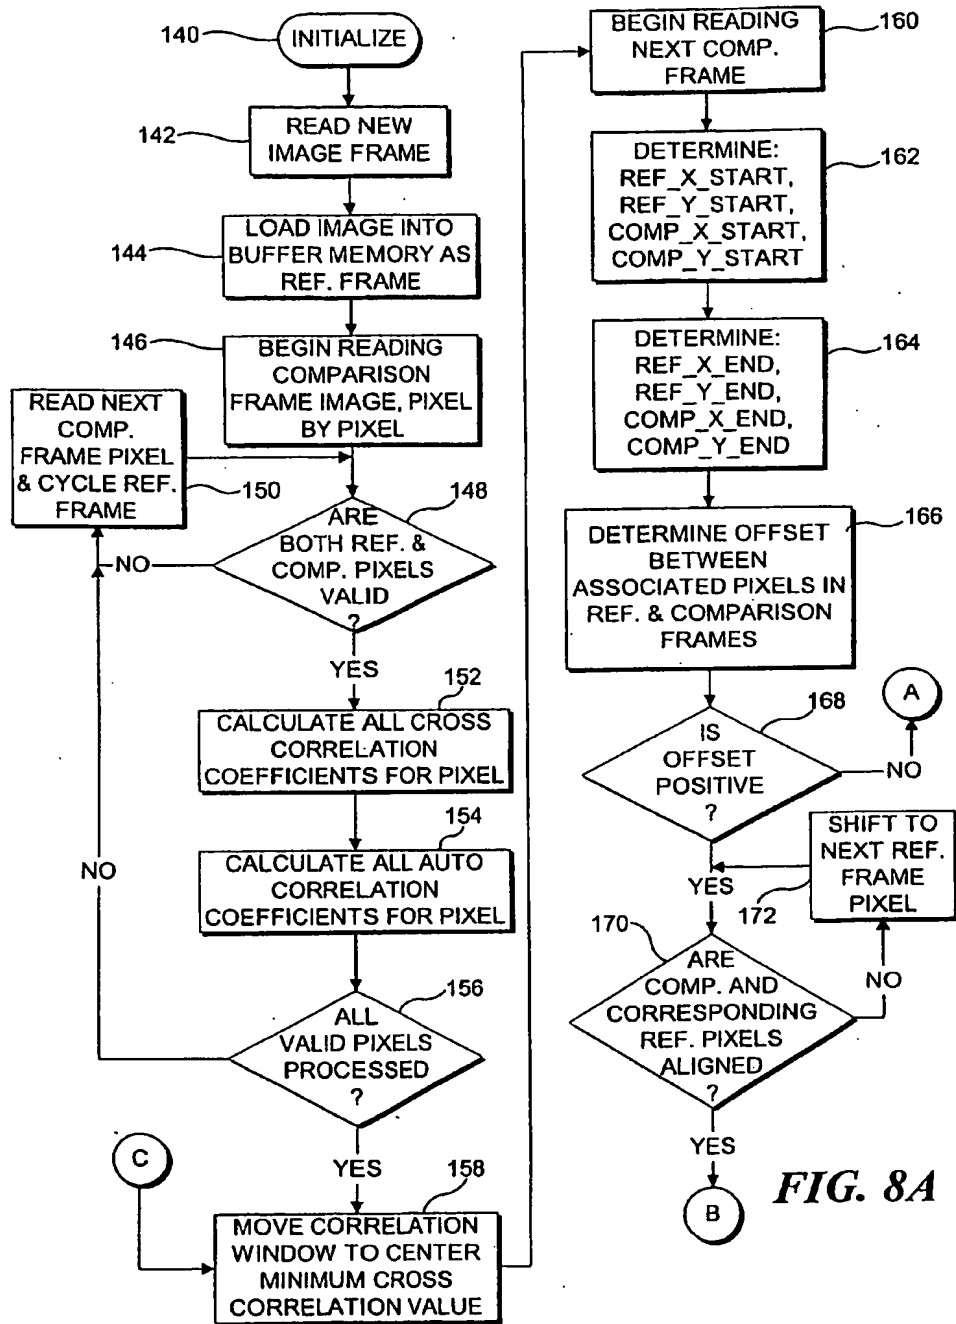 140
INITIALIZE
142
READ NEW
IMAGE FRAME
144
LOAD IMAGE INTO
BUFFER MEMORY AS
REF. FRAME
146
BEGIN READING
COMPARISON
FRAME IMAGE, PIXEL
BY PIXEL
READ NEXT
COMP.
FRAME PIXEL
& CYCLE REF.
FRAME
150
148
ARE
BOTH REF. &
COMP. PIXELS
VALID
?
NO
YES
152
CALCULATE ALL CROSS
CORRELATION
COEFFICIENTS FOR PIXEL
154
CALCULATE ALL AUTO
CORRELATION
COEFFICIENTS FOR PIXEL
NO
156
ALL
VALID PIXELS
PROCESSED
?
YES
C
158
MOVE CORRELATION
WINDOW TO CENTER
MINIMUM CROSS
CORRELATION VALUE
160
BEGIN READING
NEXT COMP.
FRAME
162
DETERMINE:
REF_X_START,
REF_Y_START,
COMP_X_START,
COMP_Y_START
164
DETERMINE:
REF_X_END,
REF_Y_END,
COMP_X_END,
COMP_Y_END
166
DETERMINE OFFSET
BETWEEN
ASSOCIATED PIXELS IN
REF. & COMPARISON
FRAMES
168
IS
OFFSET
POSITIVE
?
NO
A
YES
SHIFT TO
NEXT REF.
FRAME
PIXEL
172
170
ARE
COMP. AND
CORRESPONDING
REF. PIXELS
ALIGNED
?
NO
YES
B
FIG. 8A